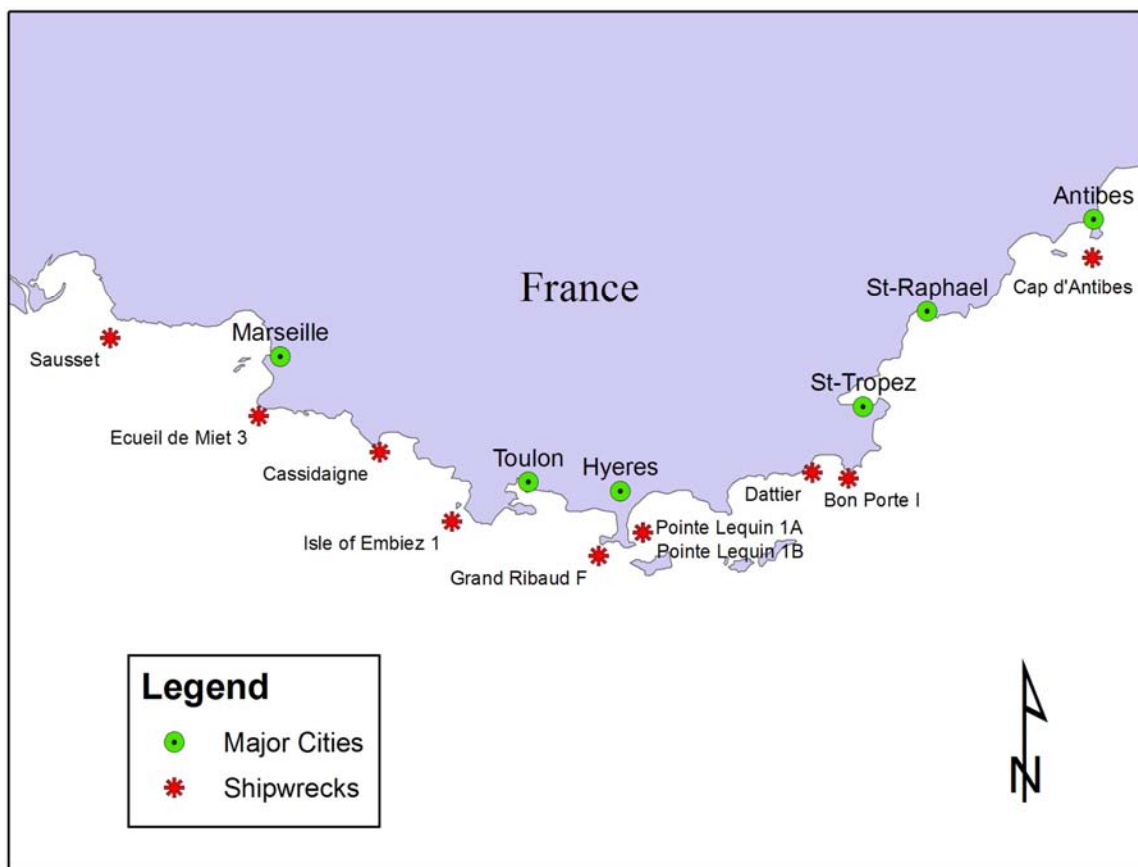 Antibes
Cap d'Antibes
France
St-Raphael
Marseille
Sausset
St-Tropez
Ecueil de Miet 3
Cassidaigne
Toulon
Hyeres
Dattier
Bon Porte I
Isle of Embiez 1
Pointe Lequin 1A
Pointe Lequin 1B
Grand Ribaud F
Legend
Major Cities
Shipwrecks
N